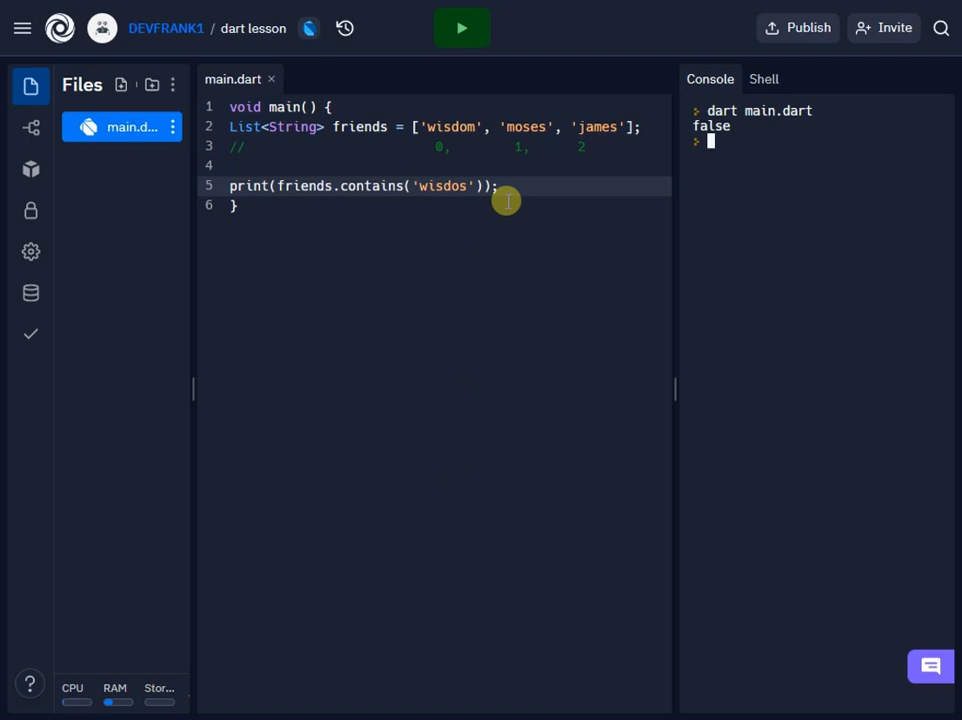 DEVFRANK1 / dart lesson
Publish
Invite
Files
main.d...
main.dart ×
1 void main() {
2 List<String> friends = ['wisdom', 'moses', 'james'];
3 // 0, 1, 2
4
5 print(friends.contains('wisdos'));
6 }
Console Shell
dart main.dart
false
?
CPU RAM Stor...